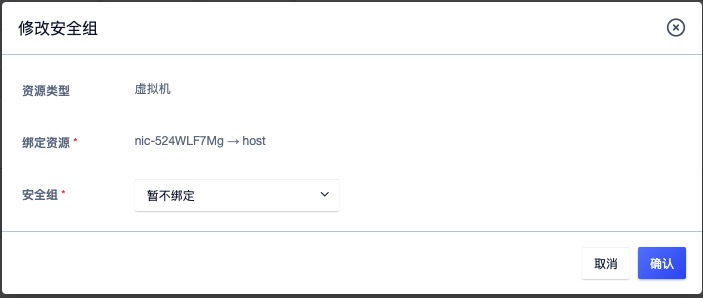 修改安全组
资源类型 虚拟机
绑定资源 * nic-524WLF7Mg → host
安全组 * 暂不绑定
取消 确认